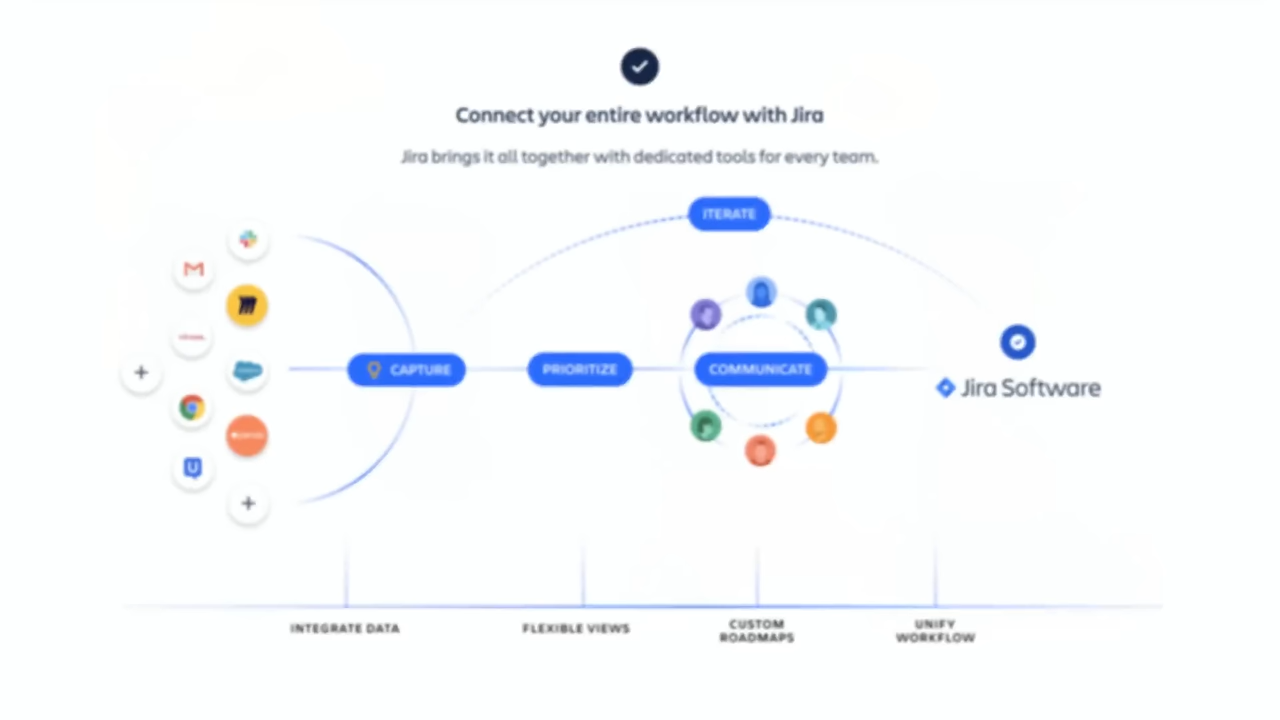 Connect your entire workflow with Jira
Jira brings it all together with dedicated tools for every team.
ITERATE
CAPTURE
PRIORITIZE
COMMUNICATE
Jira Software
INTEGRATE DATA
FLEXIBLE VIEWS
CUSTOM
ROADMAPS
UNIFY
WORKFLOW